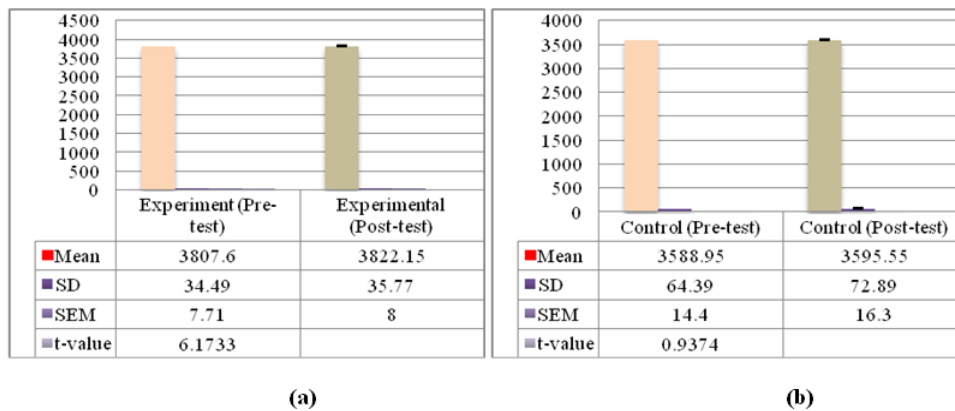 4500
4000
3500
3000
2500
2000
1500
1000
500
0
Experiment (Pre-
test)
Experimental
(Post-test)
Mean 3807.6 3822.15
SD 34.49 35.77
SEM 7.71 8
t-value 6.1733
(a)
4000
3500
3000
2500
2000
1500
1000
500
0
Control (Pre-test) Control (Post-test)
Mean 3588.95 3595.55
SD 64.39 72.89
SEM 14.4 16.3
t-value 0.9374
(b)